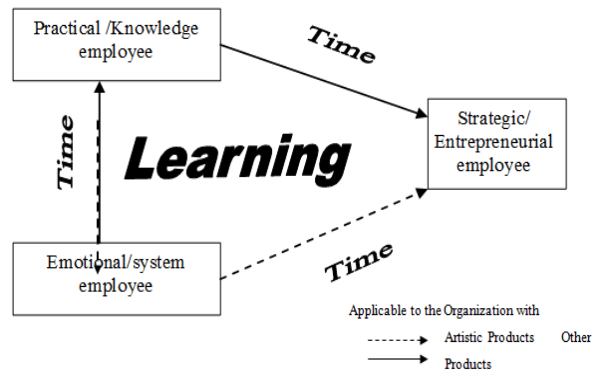 Practical /Knowledge
employee
Time
Strategic/
Entrepreneurial
employee
Time
Learning
Emotional/system
employee
Time
Applicable to the Organization with
Artistic Products Other
Products